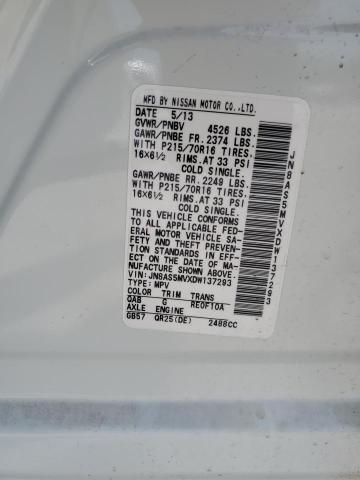 MFD BY NISSAN MOTOR CO.,LTD.
DATE 5/13
GVWR/PNBV 4526 LBS.
GAWR/PNBE FR. 2374 LBS.
WITH P215/70R16 TIRES.
16X6½ RIMS.AT 33 PSI
COLD SINGLE.
GAWR/PNBE RR. 2249 LBS.
WITH P215/70R16 TIRES.
16X6½ RIMS.AT 33 PSI
COLD SINGLE.
THIS VEHICLE CONFORMS
TO ALL APPLICABLE FED-
ERAL MOTOR VEHICLE SA-
FETY AND THEFT PREVEN-
TION STANDARDS IN EFF-
ECT ON THE DATE OF MA-
NUFACTURE SHOWN ABOVE.
VIN: JN8AS5MVXDW137293
TYPE: MPV
COLOR TRIM TRANS
QAB G RE0F10A
AXLE ENGINE
GB57 QR25(DE) 2488CC
JN8AS5MVXDW137293